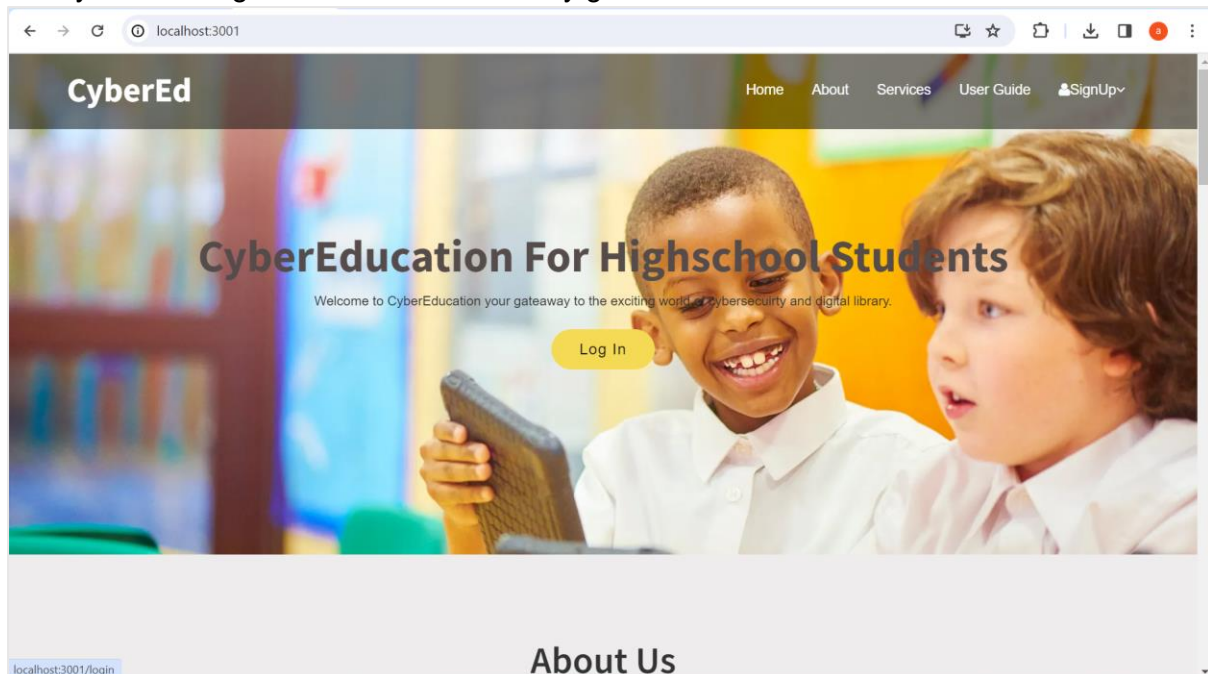 localhost:3001
a
CyberEd
Home About Services User Guide SignUp
CyberEducation For Highschool Students
Welcome to CyberEducation your gateaway to the exciting world of cybersecuirty and digital library.
Log In
About Us
localhost:3001/login